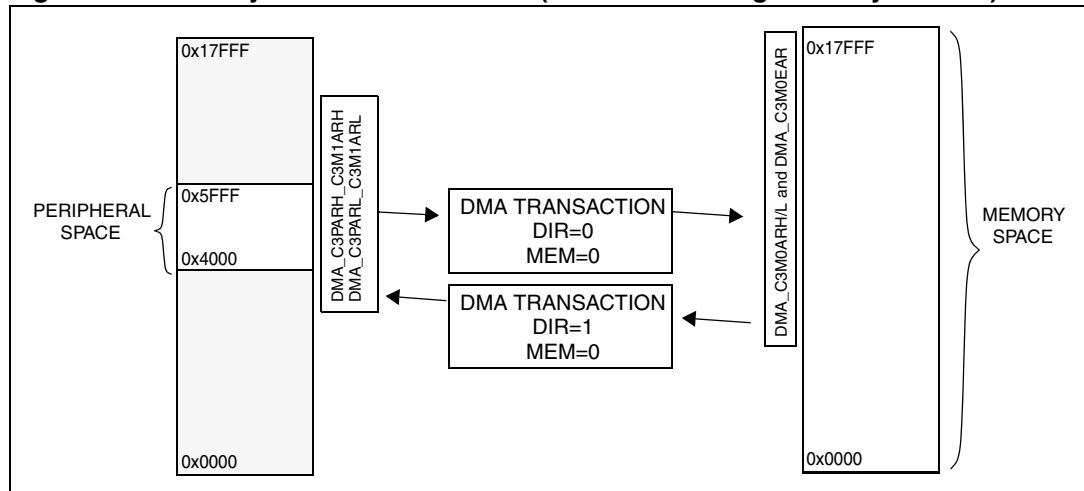 0x17FFF
0x5FFF
0x4000
0x0000
PERIPHERAL
SPACE
DMA_C3PARH_C3M1ARH
DMA_C3PARL_C3M1ARL
DMA TRANSACTION
DIR=0
MEM=0
DMA TRANSACTION
DIR=1
MEM=0
DMA_C3M0ARH/L and DMA_C3M0EAR
0x17FFF
0x0000
MEMORY
SPACE